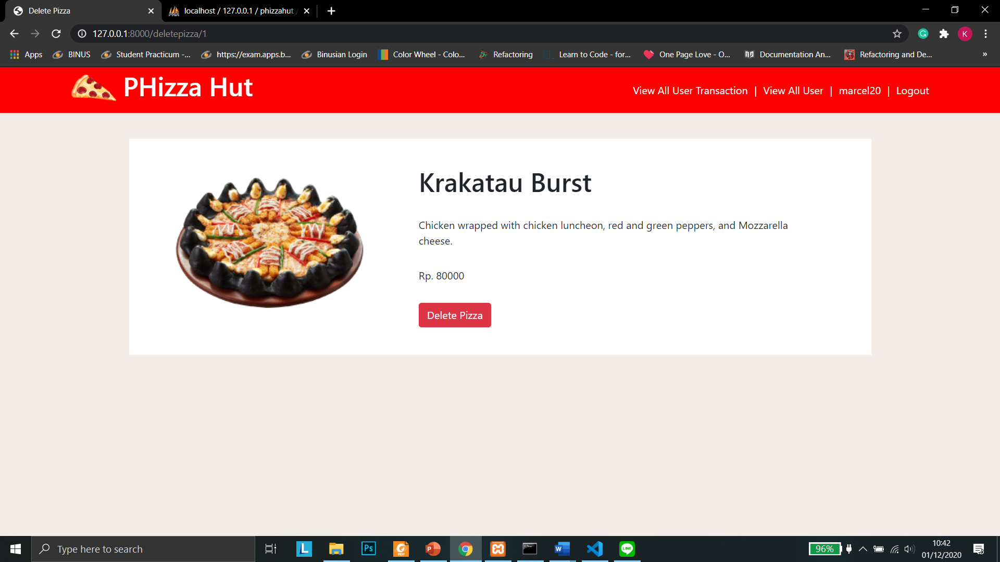 Delete Pizza
localhost / 127.0.0.1 / phizzahut
127.0.0.1:8000/deletepizza/1
K
Apps
BINUS
Student Practicum -...
https://exam.apps.b...
Binusian Login
Color Wheel - Colo...
Refactoring
Learn to Code - for...
One Page Love - O...
Documentation An...
Refactoring and De...
»
PHizza Hut
View All User Transaction | View All User | marcel20 | Logout
Krakatau Burst
Chicken wrapped with chicken luncheon, red and green peppers, and Mozzarella
cheese.
Rp. 80000
Delete Pizza
Type here to search
L
Ps
PDF
P
W
LINE
96%
10:42
01/12/2020